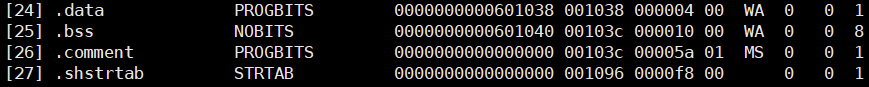 [24] .data PROGBITS 0000000000601038 001038 000004 00 WA 0 0 1
[25] .bss NOBITS 0000000000601040 00103c 000010 00 WA 0 0 8
[26] .comment PROGBITS 0000000000000000 00103c 00005a 01 MS 0 0 1
[27] .shstrtab STRTAB 0000000000000000 001096 0000f8 00 0 0 1